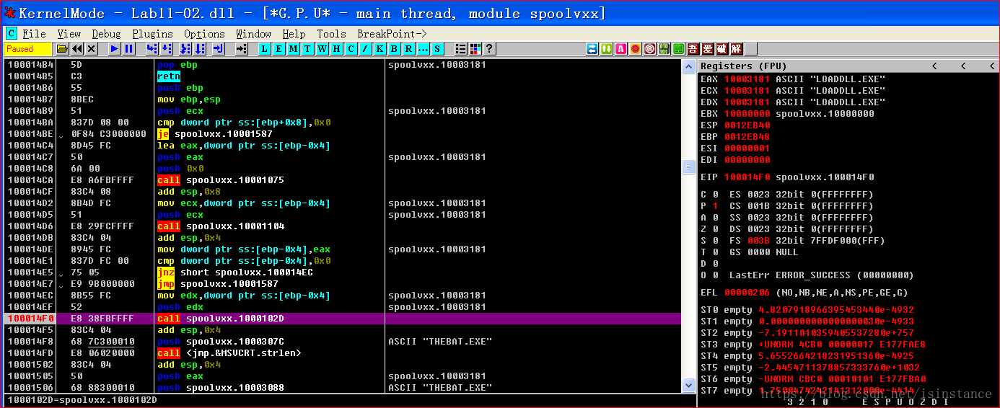 KernelMode - Lab11-02.dll - [*G.P.U* - main thread, module spoolvxx]
C File View Debug Plugins Options Window Help Tools BreakPoint->
Paused L E M T W H C / K B R ... S ? A 吾 爱 破 解
100014B4 5D pop ebp spoolvxx.10003181
100014B5 C3 retn
100014B6 55 push ebp
100014B7 8BEC mov ebp,esp
100014B9 51 push ecx spoolvxx.10003181
100014BA 837D 08 00 cmp dword ptr ss:[ebp+0x8],0x0
100014BE 0F84 C3000000 je spoolvxx.10001587
100014C4 8D45 FC lea eax,dword ptr ss:[ebp-0x4]
100014C7 50 push eax spoolvxx.10003181
100014C8 6A 00 push 0x0
100014CA E8 A6FBFFFF call spoolvxx.10001075
100014CF 83C4 08 add esp,0x8
100014D2 8B4D FC mov ecx,dword ptr ss:[ebp-0x4] spoolvxx.10003181
100014D5 51 push ecx spoolvxx.10003181
100014D6 E8 29FCFFFF call spoolvxx.10001104
100014DB 83C4 04 add esp,0x4
100014DE 8945 FC mov dword ptr ss:[ebp-0x4],eax spoolvxx.10003181
100014E1 837D FC 00 cmp dword ptr ss:[ebp-0x4],0x0
100014E5 75 05 jnz short spoolvxx.100014EC
100014E7 E9 9B000000 jmp spoolvxx.10001587
100014EC 8B55 FC mov edx,dword ptr ss:[ebp-0x4] spoolvxx.10003181
100014EF 52 push edx spoolvxx.10003181
100014F0 E8 38FBFFFF call spoolvxx.1000102D
100014F5 83C4 04 add esp,0x4
100014F8 68 7C300010 push spoolvxx.1000307C ASCII "THEBAT.EXE"
100014FD E8 06020000 call <jmp.&MSVCRT.strlen>
10001502 83C4 04 add esp,0x4
10001505 50 push eax spoolvxx.10003181
10001506 68 88300010 push spoolvxx.10003088 ASCII "THEBAT.EXE"
1000102D=spoolvxx.1000102D
Registers (FPU) < < <
EAX 10003181 ASCII "LOADDLL.EXE"
ECX 10003181 ASCII "LOADDLL.EXE"
EDX 10003181 ASCII "LOADDLL.EXE"
EBX 10000000 spoolvxx.10000000
ESP 0012EB40
EBP 0012EB48
ESI 00000001
EDI 00000000
EIP 100014F0 spoolvxx.100014F0
C 0 ES 0023 32bit 0(FFFFFFFF)
P 1 CS 001B 32bit 0(FFFFFFFF)
A 0 SS 0023 32bit 0(FFFFFFFF)
Z 0 DS 0023 32bit 0(FFFFFFFF)
S 0 FS 003B 32bit 7FFDF000(FFF)
T 0 GS 0000 NULL
D 0
O 0 LastErr ERROR_SUCCESS (00000000)
EFL 00000206 (NO,NB,NE,A,NS,PE,GE,G)
ST0 empty 4.8207918966395453440e-4932
ST1 empty 0.0000000000000000030e-4933
ST2 empty -7.1911010359405537280e+757
ST3 empty +UNORM 4CB0 00000017 E177FAE8
ST4 empty 5.6552664218231951360e-4925
ST5 empty -2.4454711378857333760e+1032
ST6 empty -UNORM CBC0 00010101 E177FBA0
ST7 empty
3 2 1 0 E S P U O Z D I
https://blog.csdn.net/isinstance